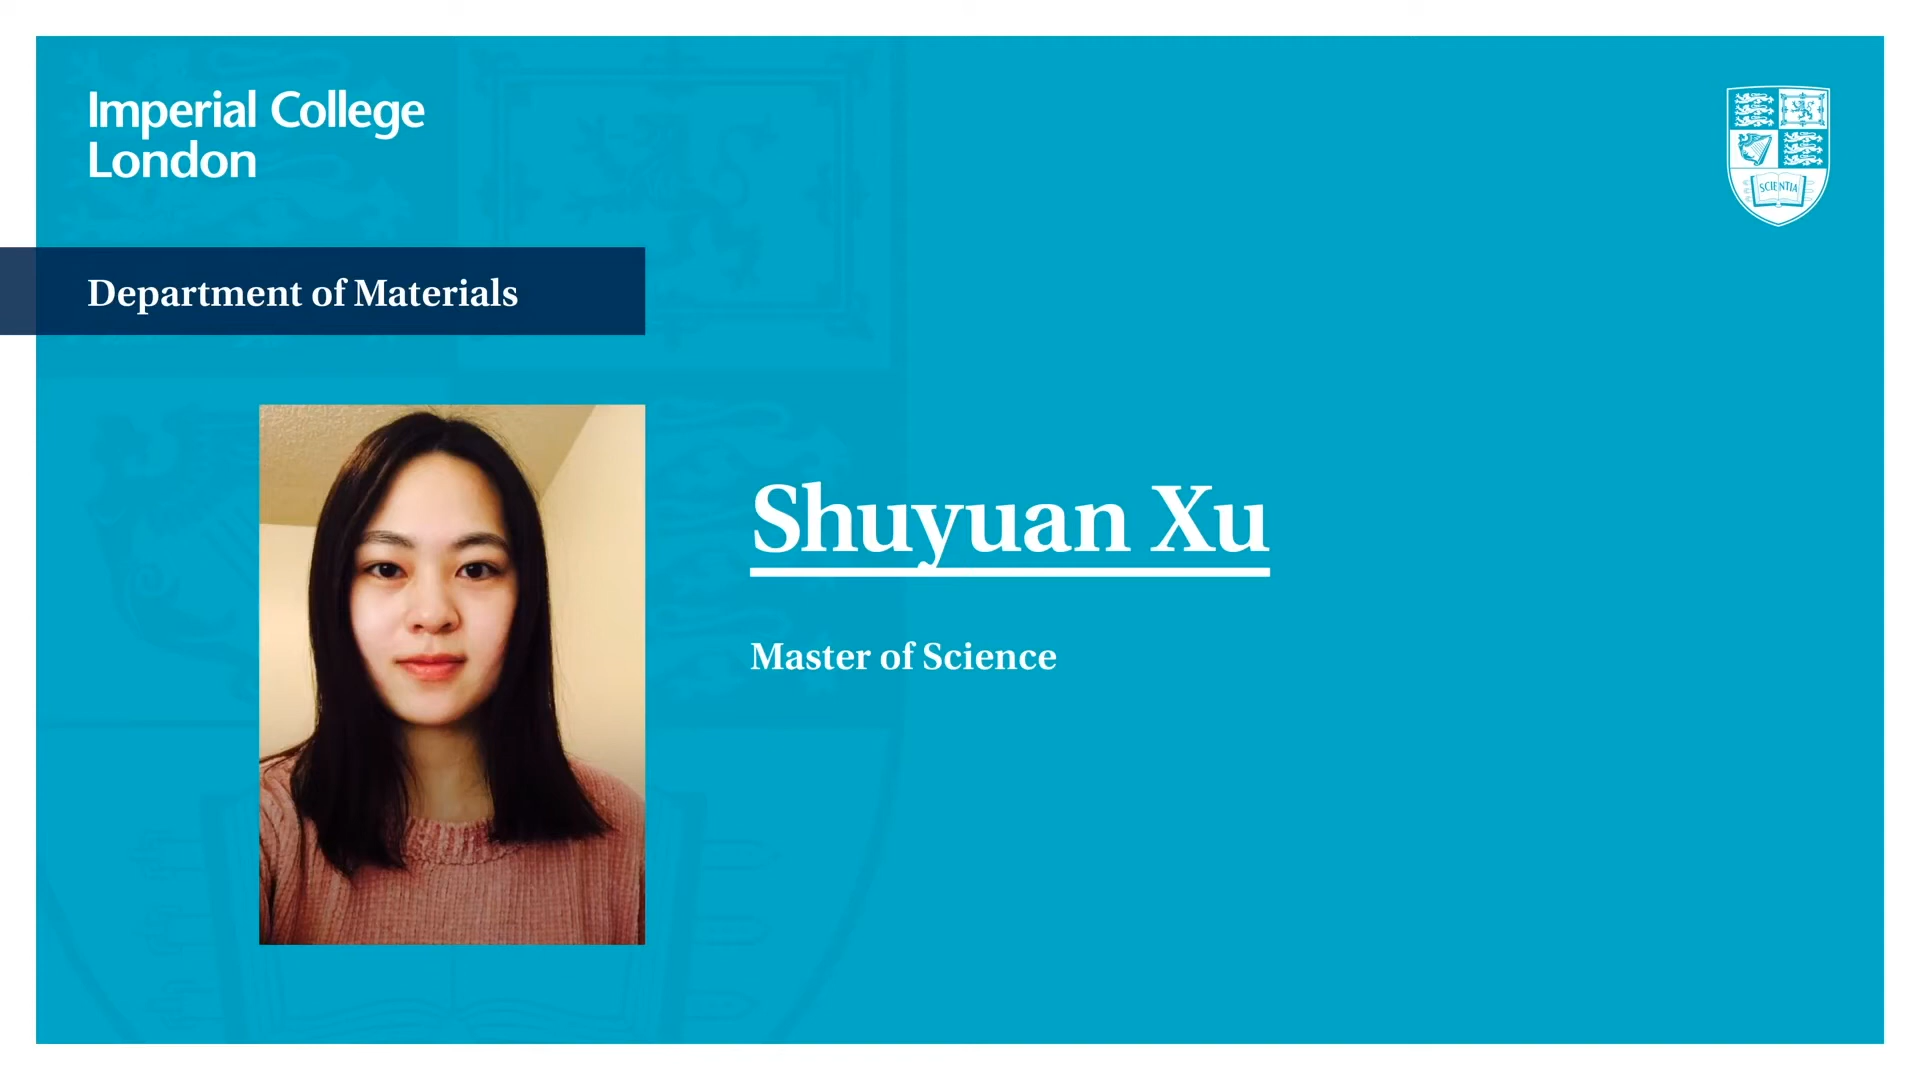 Imperial College
London
SCIENTIA
Department of Materials
Shuyuan Xu
Master of Science